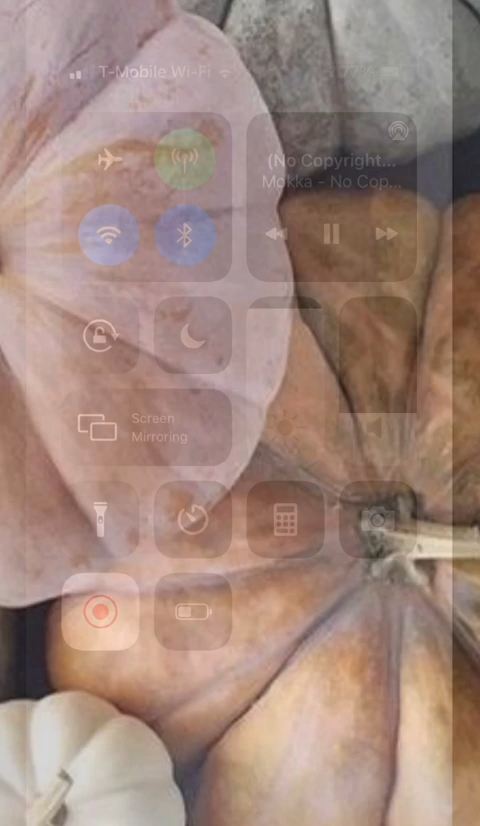 T-Mobile Wi-Fi
(No Copyright...
Mokka - No Cop...
Screen
Mirroring